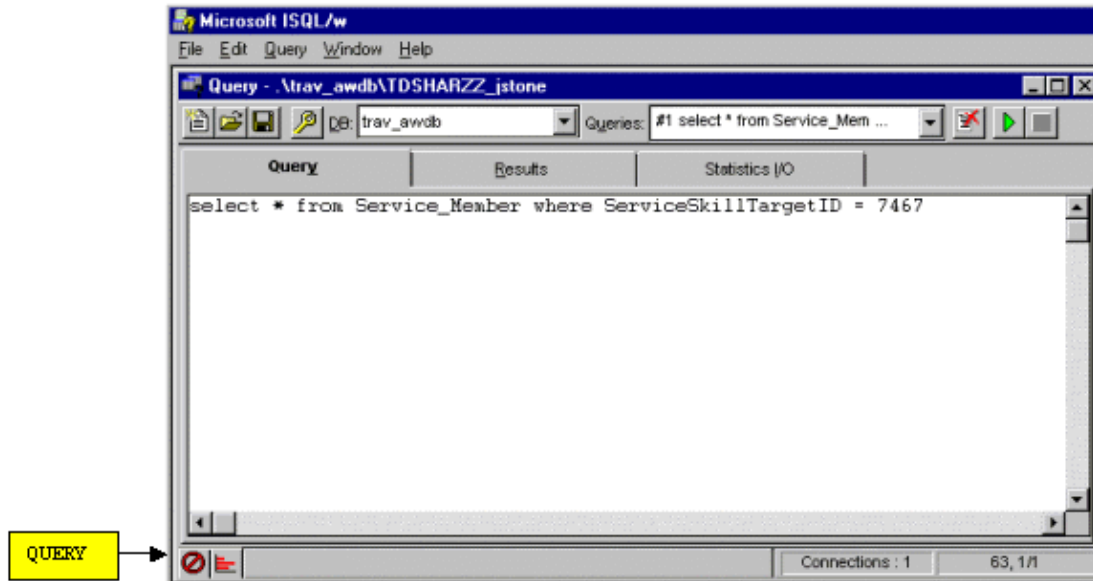 Microsoft ISQL/w
File Edit Query Window Help
Query - .\trav_awdb\TDSHARZZ_jstone
DB: trav_awdb Queries: #1 select * from Service_Mem ...
Query Results Statistics I/O
select * from Service_Member where ServiceSkillTargetID = 7467
QUERY
Connections : 1 63, 1/1